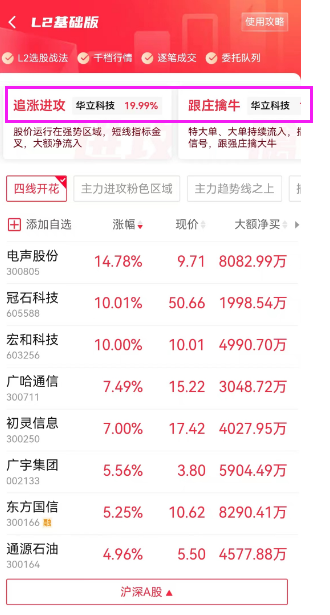 L2基础版
使用攻略
L2选股战法 千档行情 逐笔成交 委托队列
追涨进攻 华立科技 19.99% 跟庄擒牛 华立科技
股价运行在强势区域，短线指标金 特大单、大单持续流入，
叉，大额净流入 信号，跟强庄擒大牛
四线开花 主力进攻粉色区域 主力趋势线之上
添加自选 涨幅 现价 大额净买
电声股份 14.78% 9.71 8082.99万
300805
冠石科技 10.01% 50.66 1998.54万
605588
宏和科技 10.00% 10.01 4990.70万
603256
广哈通信 7.49% 15.22 3048.72万
300711
初灵信息 7.00% 17.42 4027.95万
300250
广宇集团 5.56% 3.80 5904.49万
002133
东方国信 5.25% 10.62 8290.41万
300166
通源石油 4.96% 5.50 4577.88万
300164
沪深A股